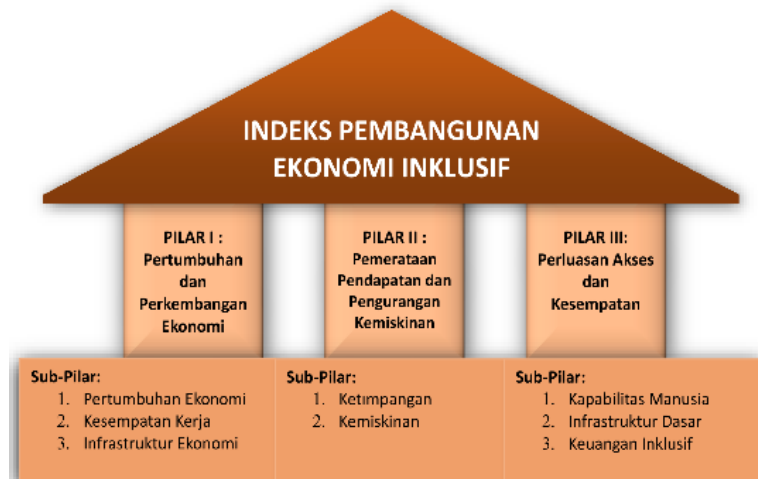 INDEKS PEMBANGUNAN
EKONOMI INKLUSIF
PILAR I :
Pertumbuhan
dan
Perkembangan
Ekonomi
PILAR II :
Pemerataan
Pendapatan dan
Pengurangan
Kemiskinan
PILAR III:
Perluasan Akses
dan
Kesempatan
Sub-Pilar:
1. Pertumbuhan Ekonomi
2. Kesempatan Kerja
3. Infrastruktur Ekonomi
Sub-Pilar:
1. Ketimpangan
2. Kemiskinan
Sub-Pilar:
1. Kapabilitas Manusia
2. Infrastruktur Dasar
3. Keuangan Inklusif